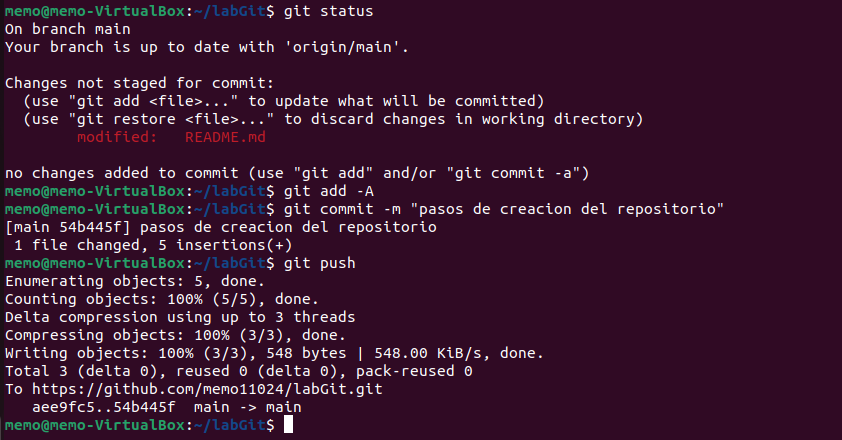 memo@memo-VirtualBox:~/labGit$ git status
On branch main
Your branch is up to date with 'origin/main'.
Changes not staged for commit:
  (use "git add <file>..." to update what will be committed)
  (use "git restore <file>..." to discard changes in working directory)
        modified:   README.md
no changes added to commit (use "git add" and/or "git commit -a")
memo@memo-VirtualBox:~/labGit$ git add -A
memo@memo-VirtualBox:~/labGit$ git commit -m "pasos de creacion del repositorio"
[main 54b445f] pasos de creacion del repositorio
 1 file changed, 5 insertions(+)
memo@memo-VirtualBox:~/labGit$ git push
Enumerating objects: 5, done.
Counting objects: 100% (5/5), done.
Delta compression using up to 3 threads
Compressing objects: 100% (3/3), done.
Writing objects: 100% (3/3), 548 bytes | 548.00 KiB/s, done.
Total 3 (delta 0), reused 0 (delta 0), pack-reused 0
To https://github.com/memo11024/labGit.git
   aee9fc5..54b445f  main -> main
memo@memo-VirtualBox:~/labGit$